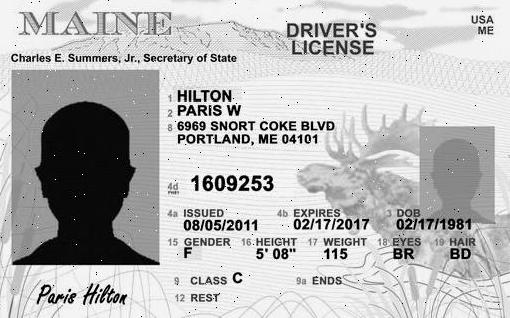 MAINE
DRIVER'S
LICENSE
USA
ME
Charles E. Summers, Jr., Secretary of State
1 HILTON
2 PARIS W
8 6969 SNORT COKE BLVD
PORTLAND, ME 04101
4d 1609253
4a ISSUED 4b EXPIRES 3 DOB
08/05/2011 02/17/2017 02/17/1981
15 GENDER 16 HEIGHT 17 WEIGHT 18 EYES 19 HAIR
F 5' 08" 115 BR BD
9 CLASS C 9a ENDS
12 REST
Paris Hilton